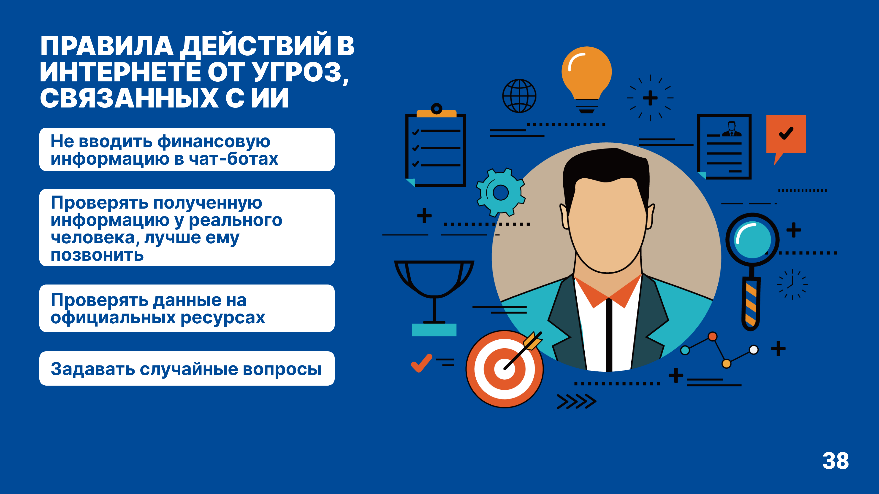 ПРАВИЛА ДЕЙСТВИЙ В
ИНТЕРНЕТЕ ОТ УГРОЗ,
СВЯЗАННЫХ С ИИ
Не вводить финансовую
информацию в чат-ботах
Проверять полученную
информацию у реального
человека, лучше ему
позвонить
Проверять данные на
официальных ресурсах
Задавать случайные вопросы
38